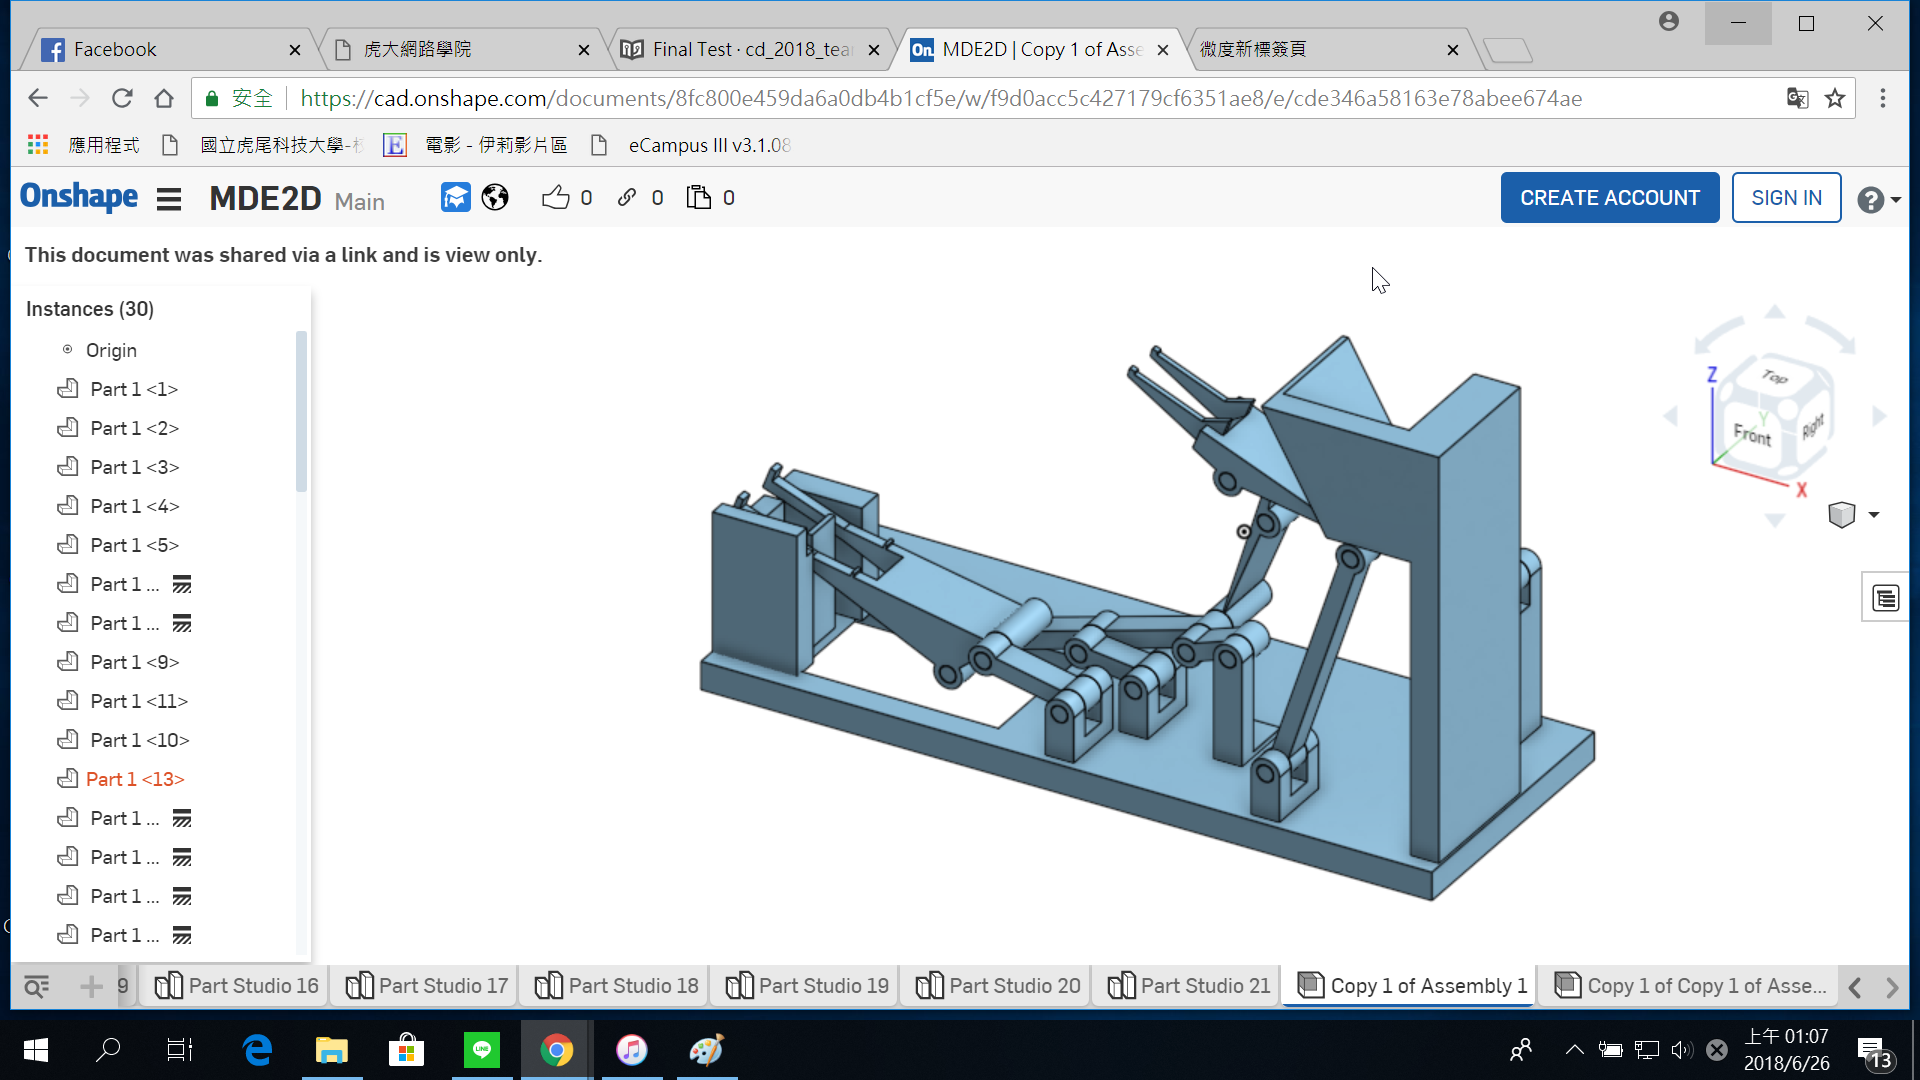 Facebook
虎大網路學院
Final Test · cd_2018_tea
On MDE2D | Copy 1 of Asse
微度新標簽頁
安全
https://cad.onshape.com/documents/8fc800e459da6a0db4b1cf5e/w/f9d0acc5c427179cf6351ae8/e/cde346a58163e78abee674ae
應用程式
國立虎尾科技大學-
E
電影 - 伊莉影片區
eCampus III v3.1.08
Onshape
MDE2D Main
0
0
0
CREATE ACCOUNT
SIGN IN
?
This document was shared via a link and is view only.
Instances (30)
Origin
Part 1 <1>
Part 1 <2>
Part 1 <3>
Part 1 <4>
Part 1 <5>
Part 1 ...
Part 1 ...
Part 1 <9>
Part 1 <11>
Part 1 <10>
Part 1 <13>
Part 1 ...
Part 1 ...
Part 1 ...
Part 1 ...
Z
Top
Y
Front
Right
X
9
Part Studio 16
Part Studio 17
Part Studio 18
Part Studio 19
Part Studio 20
Part Studio 21
Copy 1 of Assembly 1
Copy 1 of Copy 1 of Asse...
LINE
上午 01:07
2018/6/26
13